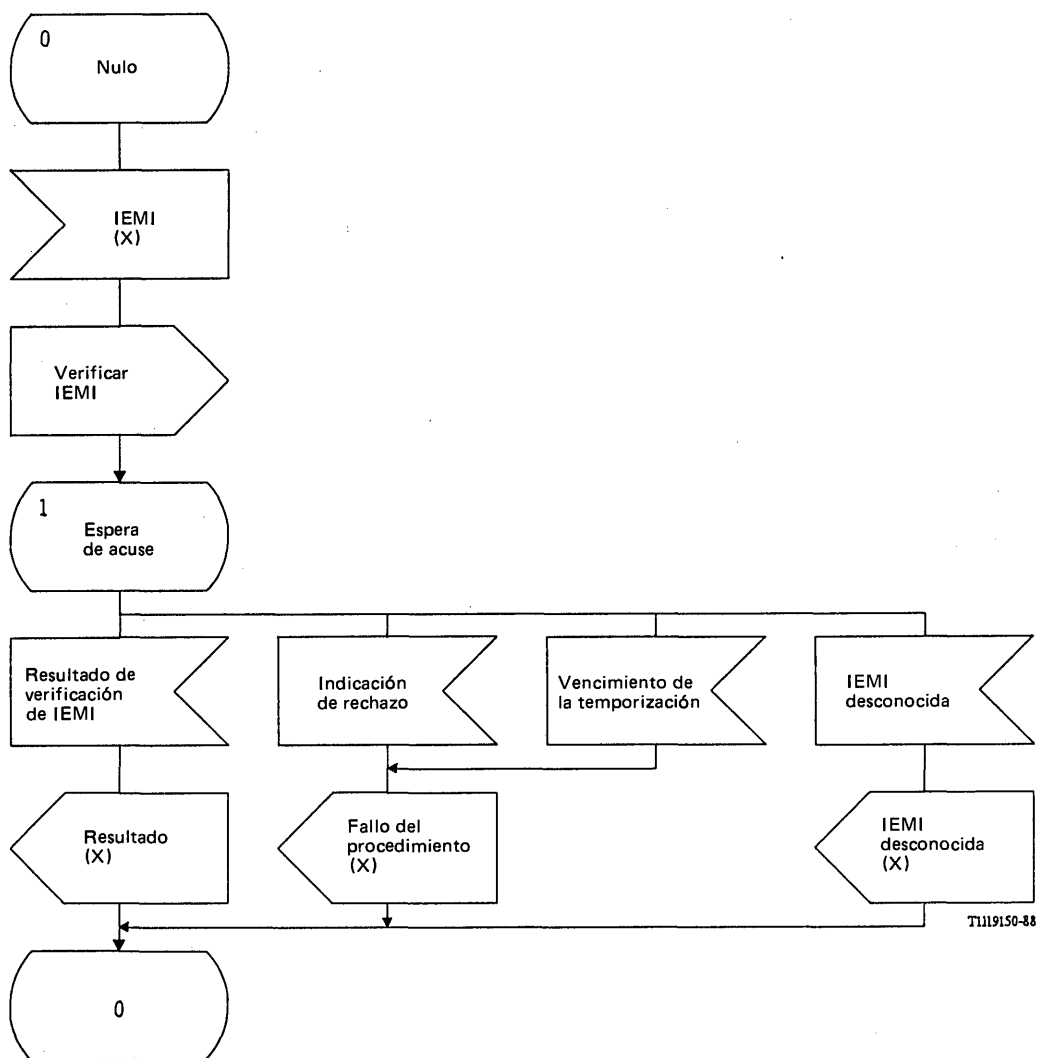 0
Nulo
IEMI
(X)
Verificar
IEMI
1
Espera
de acuse
Resultado de
verificación
de IEMI
Indicación
de rechazo
Vencimiento de
la temporización
IEMI
desconocida
Resultado
(X)
Fallo del
procedimiento
(X)
IEMI
desconocida
(X)
T1119150-88
0